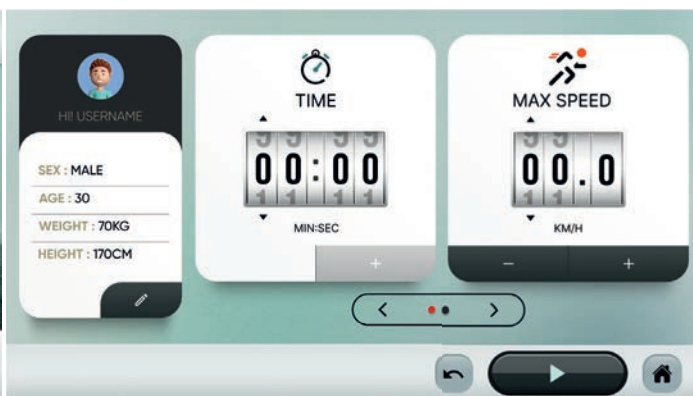 HI! USERNAME
SEX : MALE
AGE : 30
WEIGHT : 70KG
HEIGHT : 170CM
TIME
00:00
MIN:SEC
+
MAX SPEED
00.0
KM/H
− +